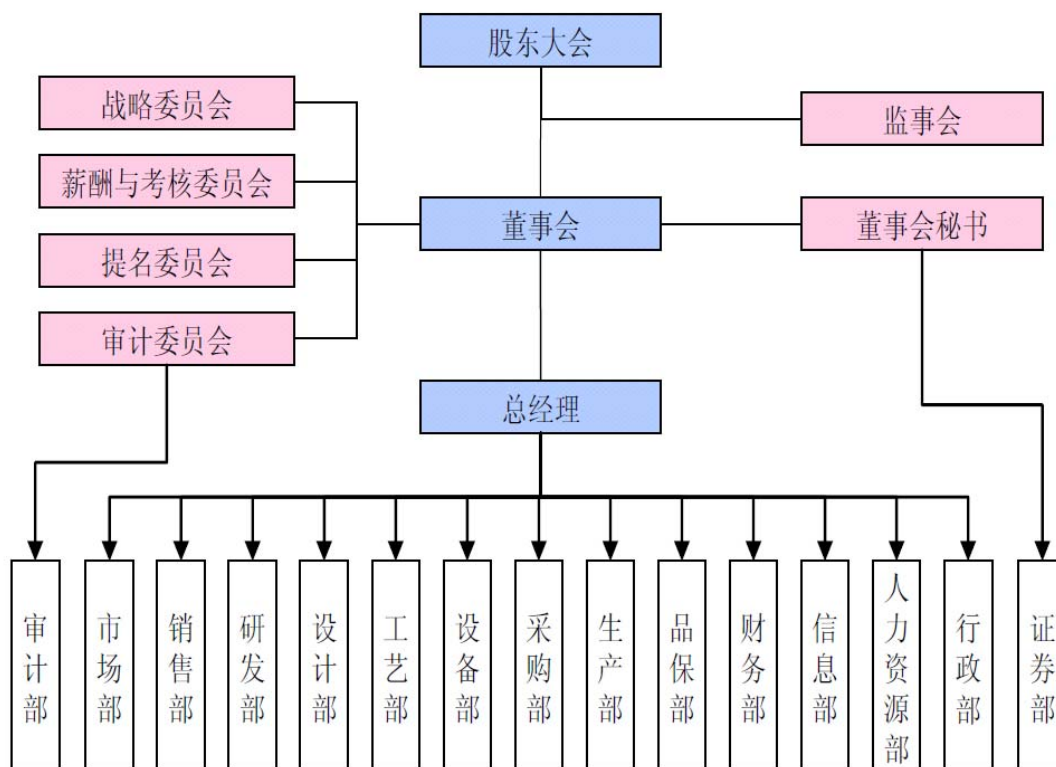 股东大会
战略委员会
监事会
薪酬与考核委员会
董事会
董事会秘书
提名委员会
审计委员会
总经理
审计部
市场部
销售部
研发部
设计部
工艺部
设备部
采购部
生产部
品保部
财务部
信息部
人力资源部
行政部
证券部